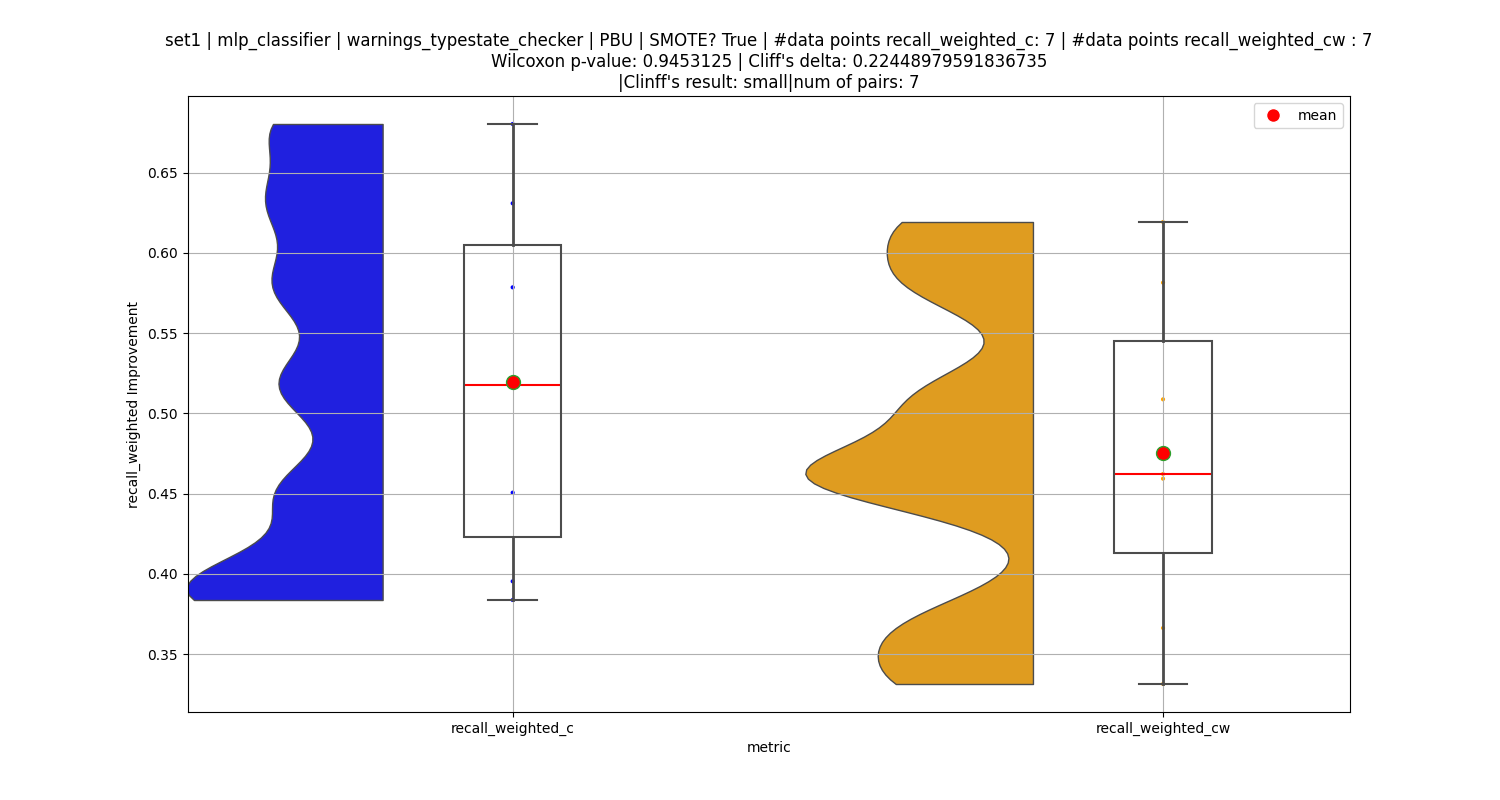 set1 | mlp_classifier | warnings_typestate_checker | PBU | SMOTE? True | #data points recall_weighted_c: 7 | #data points recall_weighted_cw : 7
Wilcoxon p-value: 0.9453125 | Cliff's delta: 0.22448979591836735
|Clinff's result: small|num of pairs: 7
mean
0.65
0.60
0.55
0.50
0.45
0.40
0.35
recall_weighted Improvement
recall_weighted_c
recall_weighted_cw
metric